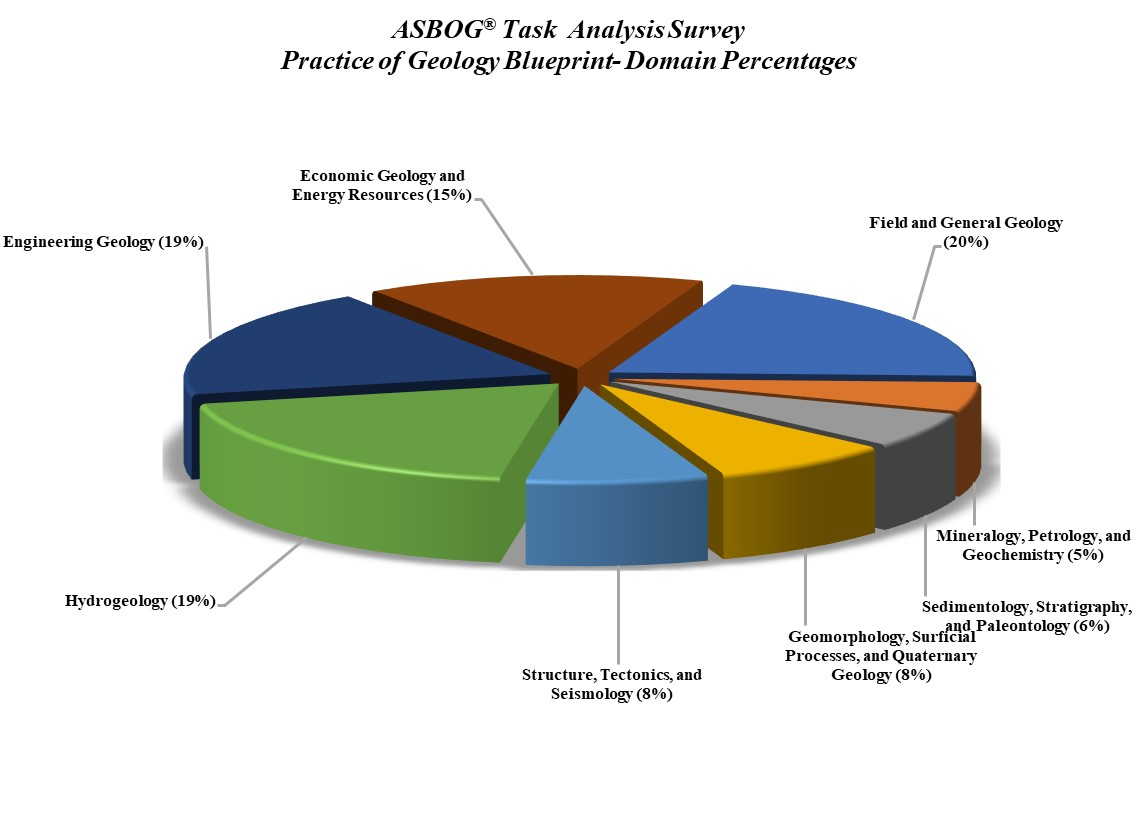 ASBOG® Task Analysis Survey
Practice of Geology Blueprint- Domain Percentages
Economic Geology and
Energy Resources (15%)
Field and General Geology
(20%)
Engineering Geology (19%)
Mineralogy, Petrology, and
Geochemistry (5%)
Hydrogeology (19%)
Sedimentology, Stratigraphy,
and Paleontology (6%)
Geomorphology, Surficial
Processes, and Quaternary
Geology (8%)
Structure, Tectonics, and
Seismology (8%)